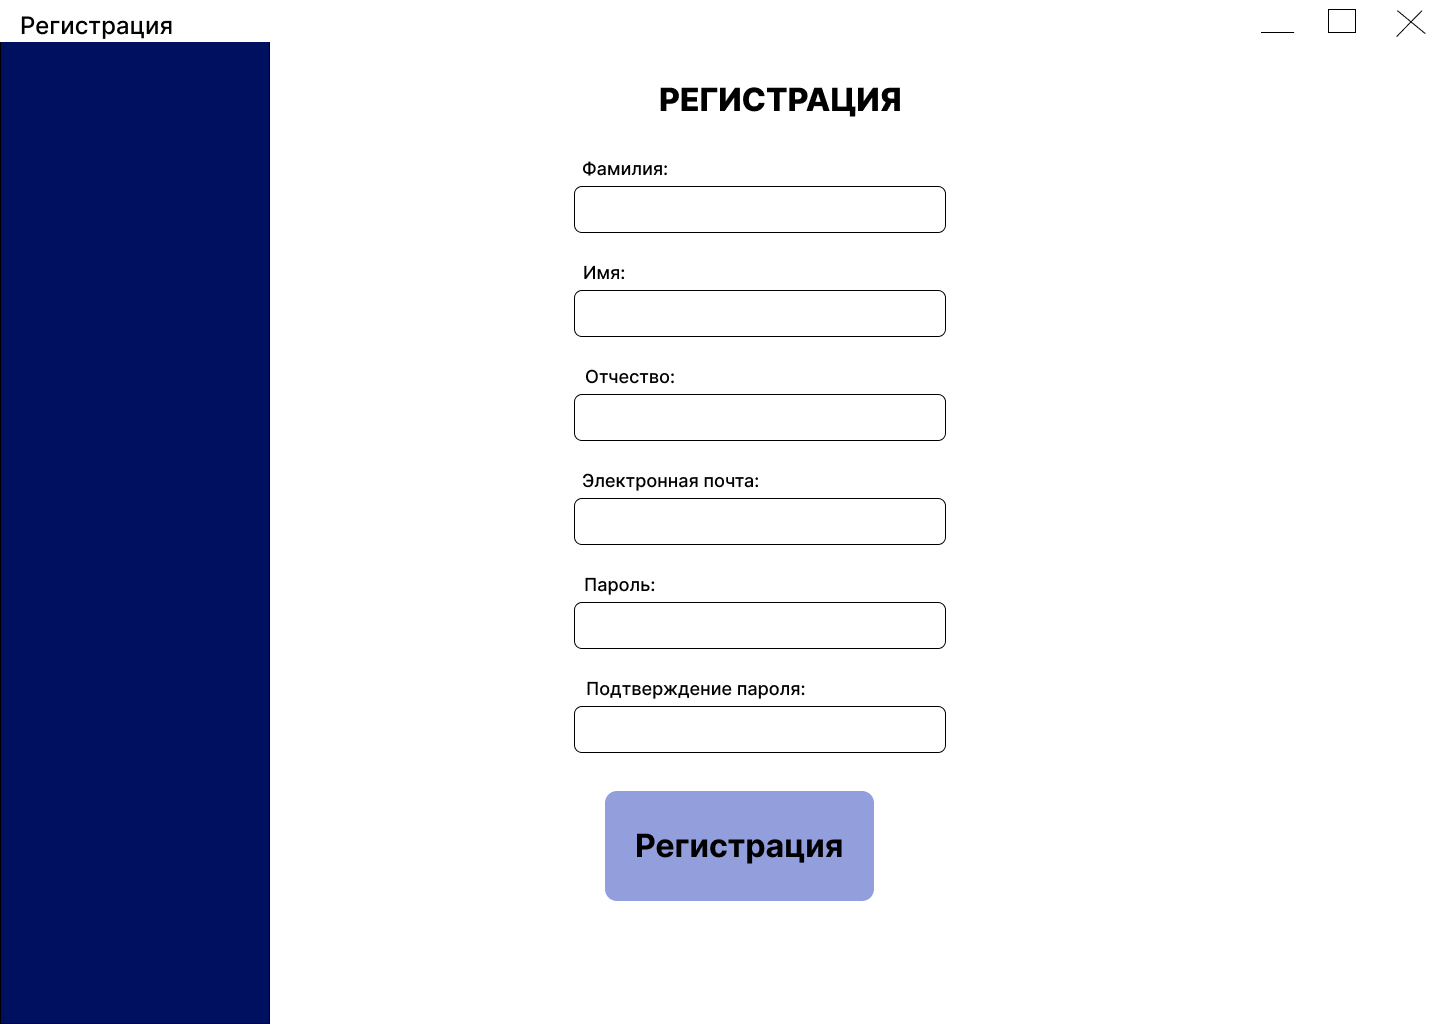 Регистрация
РЕГИСТРАЦИЯ
Фамилия:
Имя:
Отчество:
Электронная почта:
Пароль:
Подтверждение пароля:
Регистрация